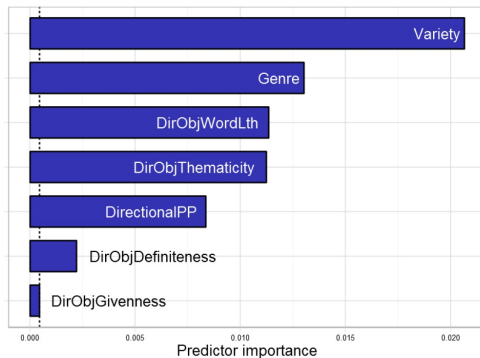 Variety
Genre
DirObjWordLth
DirObjThematicity
DirectionalPP
DirObjDefiniteness
DirObjGivenness
0.000 0.005 0.010 0.015 0.020
Predictor importance